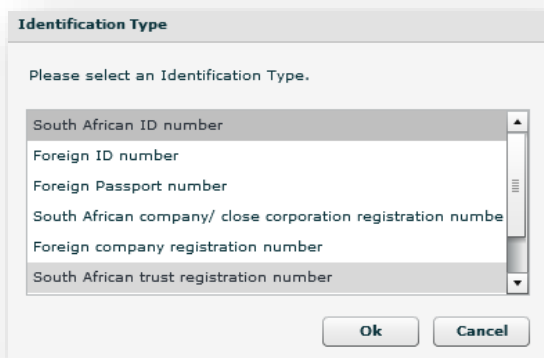 Identification Type
Please select an Identification Type.
South African ID number
Foreign ID number
Foreign Passport number
South African company/ close corporation registration numbe
Foreign company registration number
South African trust registration number
Ok
Cancel